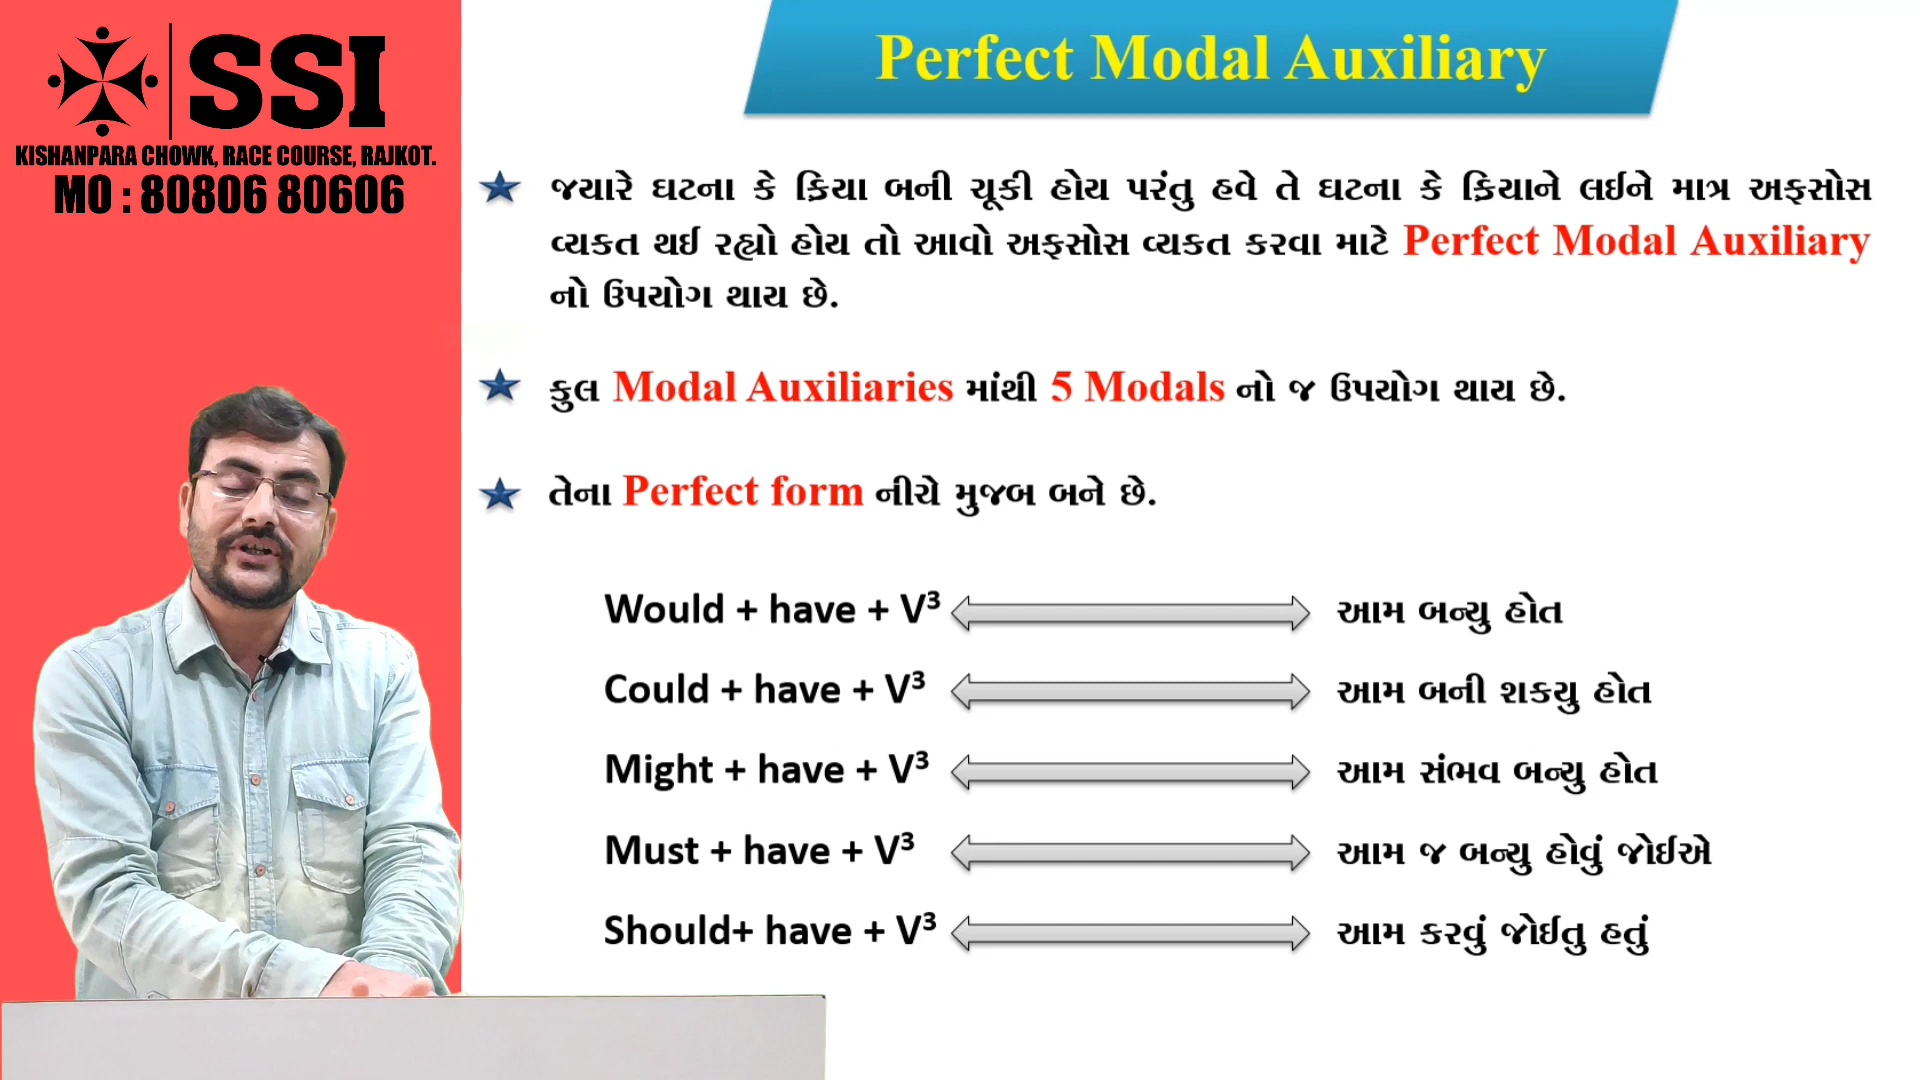 SSI
KISHANPARA CHOWK, RACE COURSE, RAJKOT.
MO : 80806 80606
Perfect Modal Auxiliary
જ્યારે ઘટના કે ક્રિયા બની ચૂકી હોય પરંતુ હવે તે ઘટના કે ક્રિયાને લઈને માત્ર અફસોસ
વ્યકત થઈ રહ્યો હોય તો આવો અફસોસ વ્યકત કરવા માટે Perfect Modal Auxiliary
નો ઉપયોગ થાય છે.
કુલ Modal Auxiliaries માંથી 5 Modals નો જ ઉપયોગ થાય છે.
તેના Perfect form નીચે મુજબ બને છે.
Would + have + V³ આમ બન્યુ હોત
Could + have + V³ આમ બની શકયુ હોત
Might + have + V³ આમ સંભવ બન્યુ હોત
Must + have + V³ આમ જ બન્યુ હોવું જોઈએ
Should+ have + V³ આમ કરવું જોઈતુ હતું